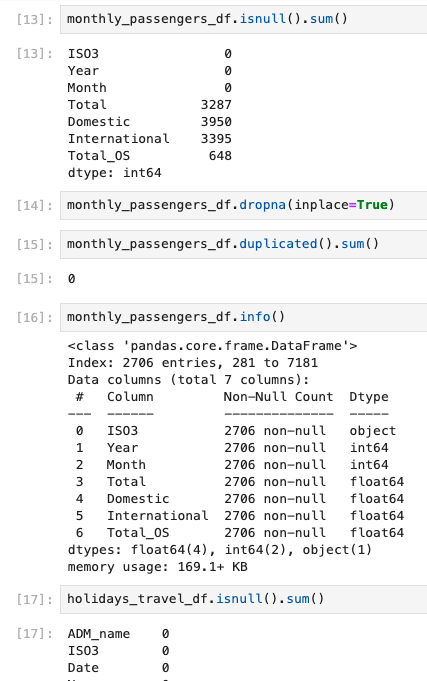 [13]: monthly_passengers_df.isnull().sum()
[13]: ISO3 0
Year 0
Month 0
Total 3287
Domestic 3950
International 3395
Total_OS 648
dtype: int64
[14]: monthly_passengers_df.dropna(inplace=True)
[15]: monthly_passengers_df.duplicated().sum()
[15]: 0
[16]: monthly_passengers_df.info()
<class 'pandas.core.frame.DataFrame'>
Index: 2706 entries, 281 to 7181
Data columns (total 7 columns):
# Column Non-Null Count Dtype
--- ------ -------------- -----
0 ISO3 2706 non-null object
1 Year 2706 non-null int64
2 Month 2706 non-null int64
3 Total 2706 non-null float64
4 Domestic 2706 non-null float64
5 International 2706 non-null float64
6 Total_OS 2706 non-null float64
dtypes: float64(4), int64(2), object(1)
memory usage: 169.1+ KB
[17]: holidays_travel_df.isnull().sum()
[17]: ADM_name 0
ISO3 0
Date 0